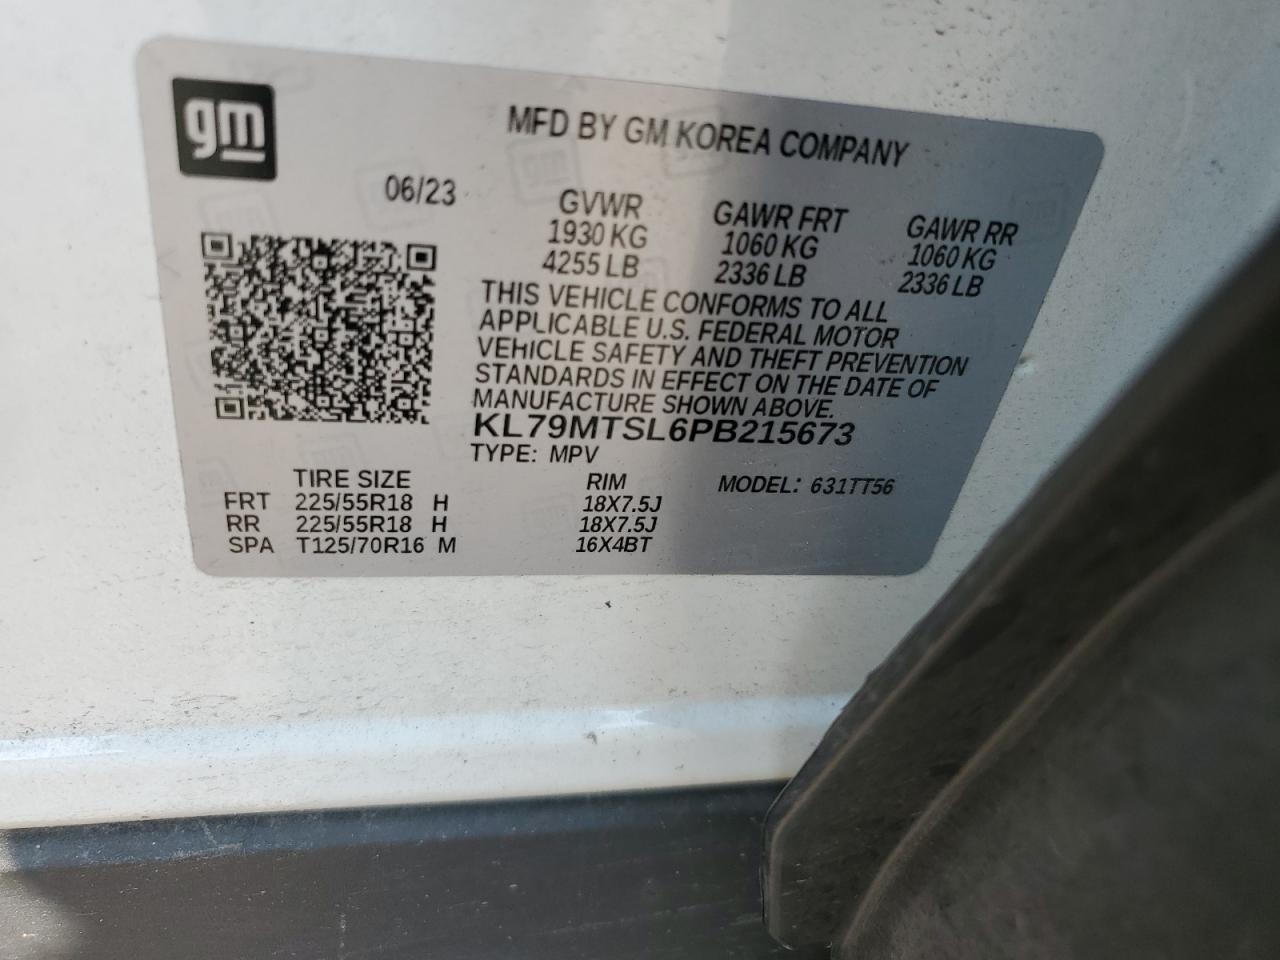 gm
MFD BY GM KOREA COMPANY
06/23
GVWR GAWR FRT GAWR RR
1930 KG 1060 KG 1060 KG
4255 LB 2336 LB 2336 LB
THIS VEHICLE CONFORMS TO ALL
APPLICABLE U.S. FEDERAL MOTOR
VEHICLE SAFETY AND THEFT PREVENTION
STANDARDS IN EFFECT ON THE DATE OF
MANUFACTURE SHOWN ABOVE.
KL79MTSL6PB215673
TYPE: MPV
TIRE SIZE RIM MODEL: 631TT56
FRT 225/55R18 H 18X7.5J
RR 225/55R18 H 18X7.5J
SPA T125/70R16 M 16X4BT